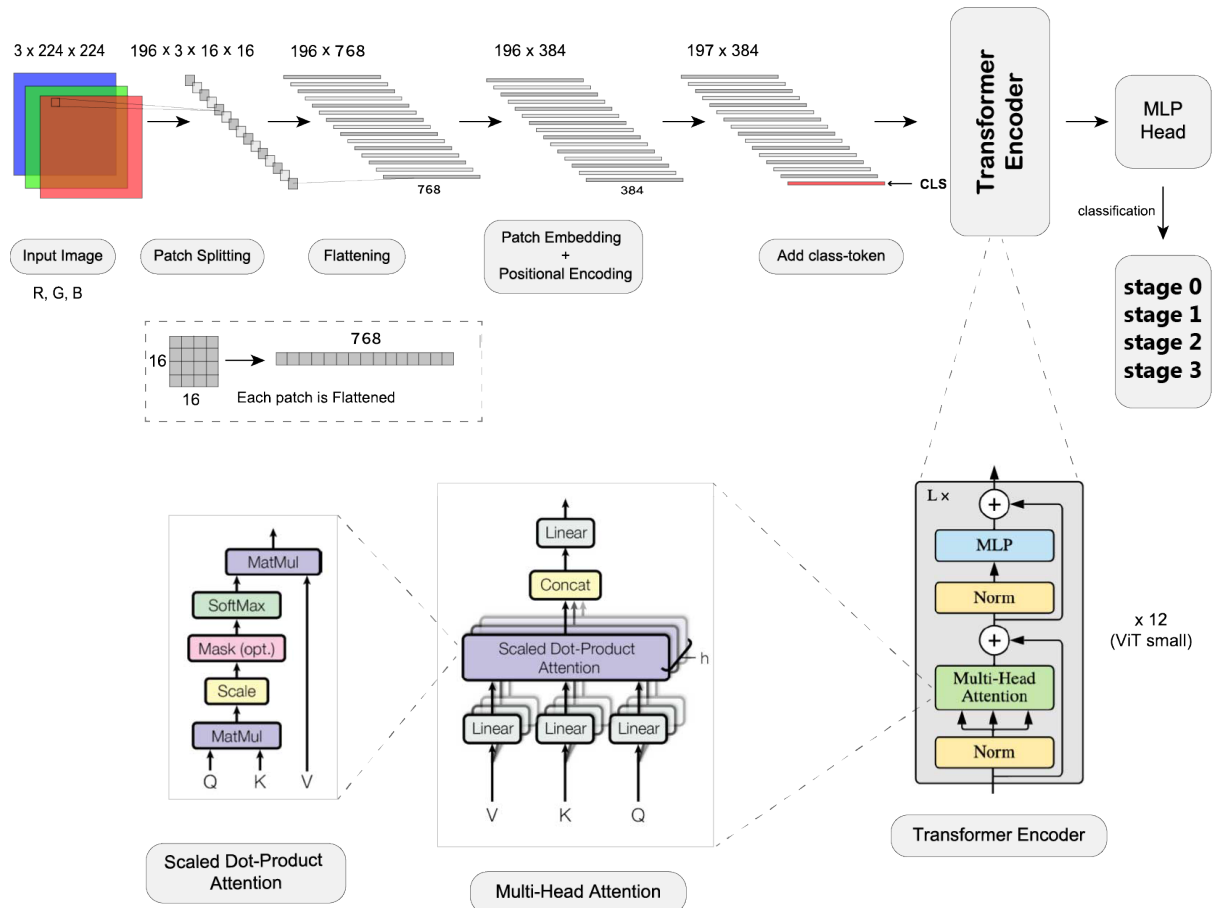 3 x 224 x 224
196 x 3 x 16 x 16
196 x 768
196 x 384
197 x 384
768
384
CLS
Transformer
Encoder
MLP
Head
classification
stage 0
stage 1
stage 2
stage 3
Input Image
R, G, B
Patch Splitting
Flattening
Patch Embedding
+
Positional Encoding
Add class-token
16
16
768
Each patch is Flattened
MatMul
SoftMax
Mask (opt.)
Scale
MatMul
Q
K
V
Scaled Dot-Product
Attention
Linear
Concat
Scaled Dot-Product
Attention
h
Linear
Linear
Linear
V
K
Q
Multi-Head Attention
L ×
+
MLP
Norm
+
Multi-Head
Attention
Norm
x 12
(ViT small)
Transformer Encoder